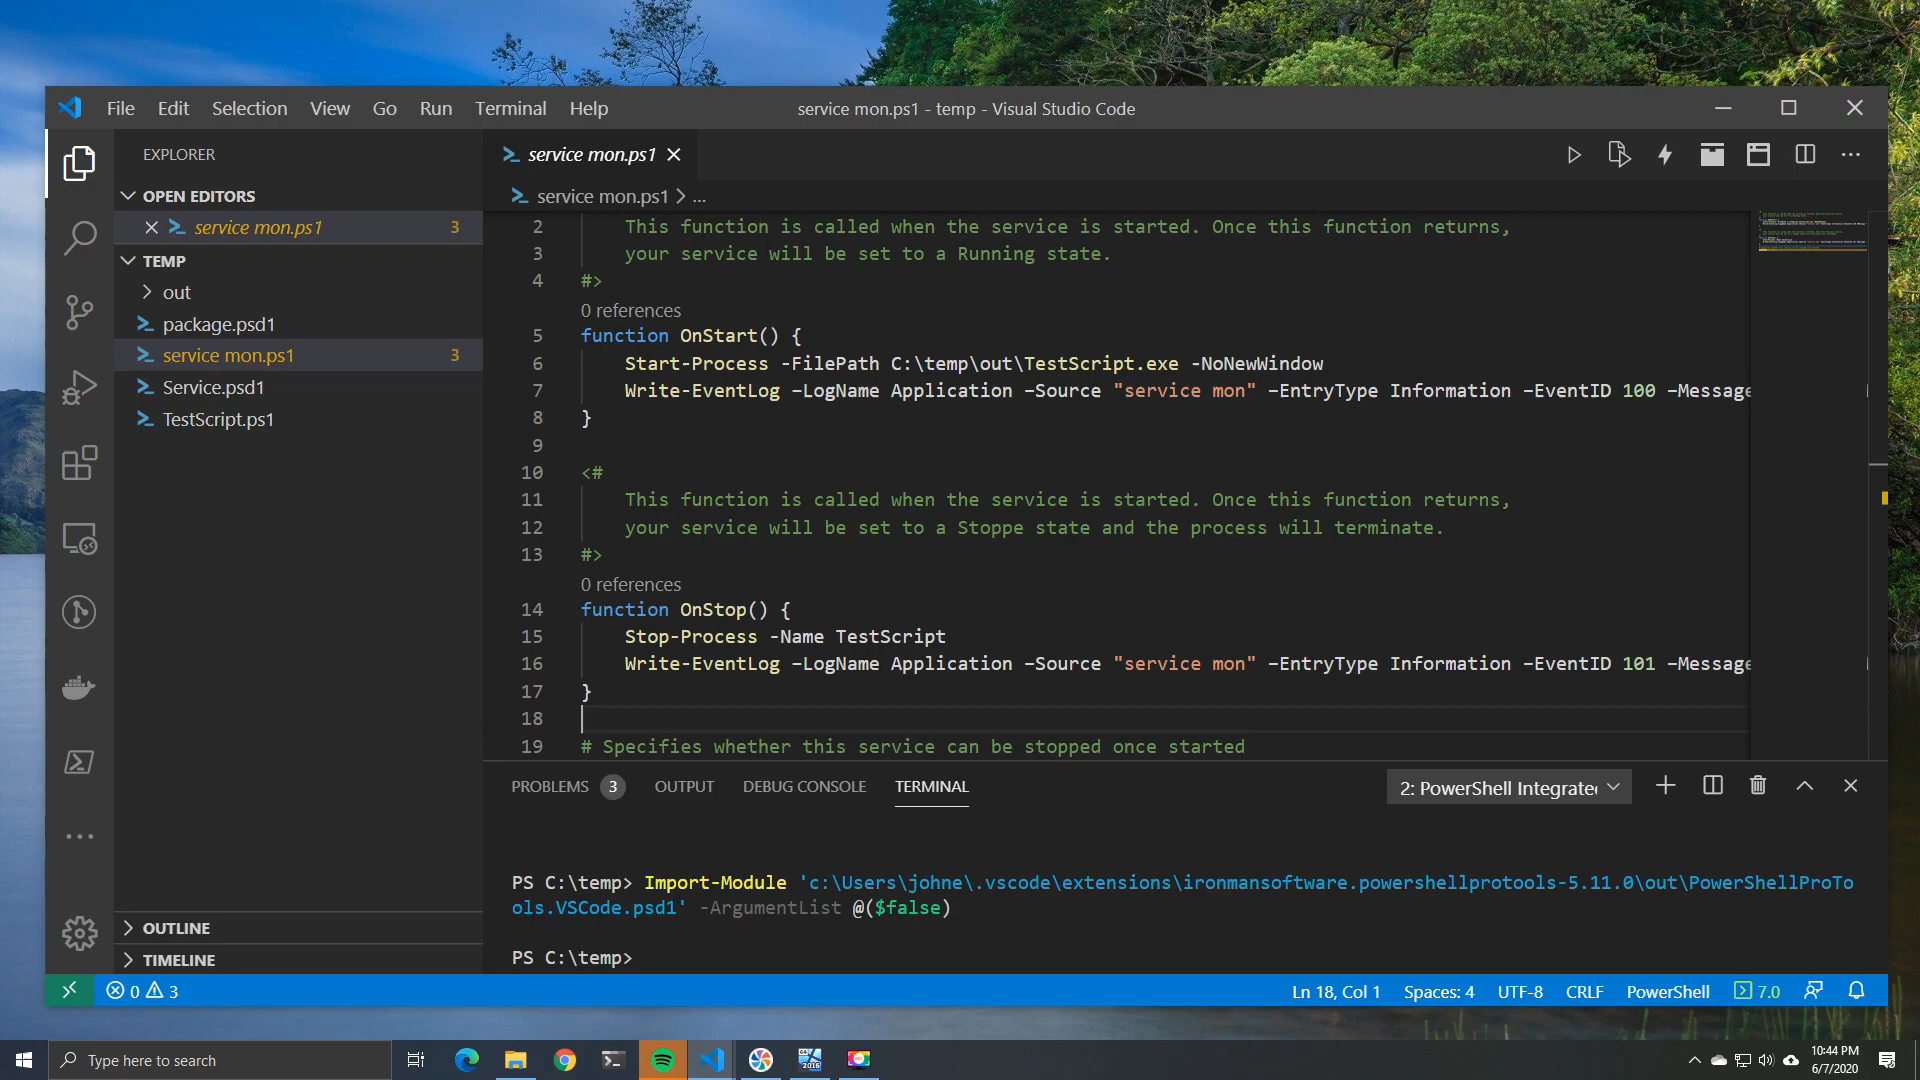 File Edit Selection View Go Run Terminal Help
service mon.ps1 - temp - Visual Studio Code
EXPLORER
OPEN EDITORS
service mon.ps1 3
TEMP
out
package.psd1
service mon.ps1 3
Service.psd1
TestScript.ps1
OUTLINE
TIMELINE
service mon.ps1
service mon.ps1 > ...
2 This function is called when the service is started. Once this function returns,
3 your service will be set to a Running state.
4 #>
0 references
5 function OnStart() {
6 Start-Process -FilePath C:\temp\out\TestScript.exe -NoNewWindow
7 Write-EventLog –LogName Application –Source "service mon" –EntryType Information –EventID 100 –Message
8 }
9
10 <#
11 This function is called when the service is started. Once this function returns,
12 your service will be set to a Stoppe state and the process will terminate.
13 #>
0 references
14 function OnStop() {
15 Stop-Process -Name TestScript
16 Write-EventLog –LogName Application –Source "service mon" –EntryType Information –EventID 101 –Message
17 }
18
19 # Specifies whether this service can be stopped once started
PROBLEMS 3 OUTPUT DEBUG CONSOLE TERMINAL
2: PowerShell Integrate
PS C:\temp> Import-Module 'c:\Users\johne\.vscode\extensions\ironmansoftware.powershellprotools-5.11.0\out\PowerShellProTo
ols.VSCode.psd1' -ArgumentList @($false)
PS C:\temp>
0 3
Ln 18, Col 1 Spaces: 4 UTF-8 CRLF PowerShell 7.0
Type here to search
64
2016
10:44 PM
6/7/2020